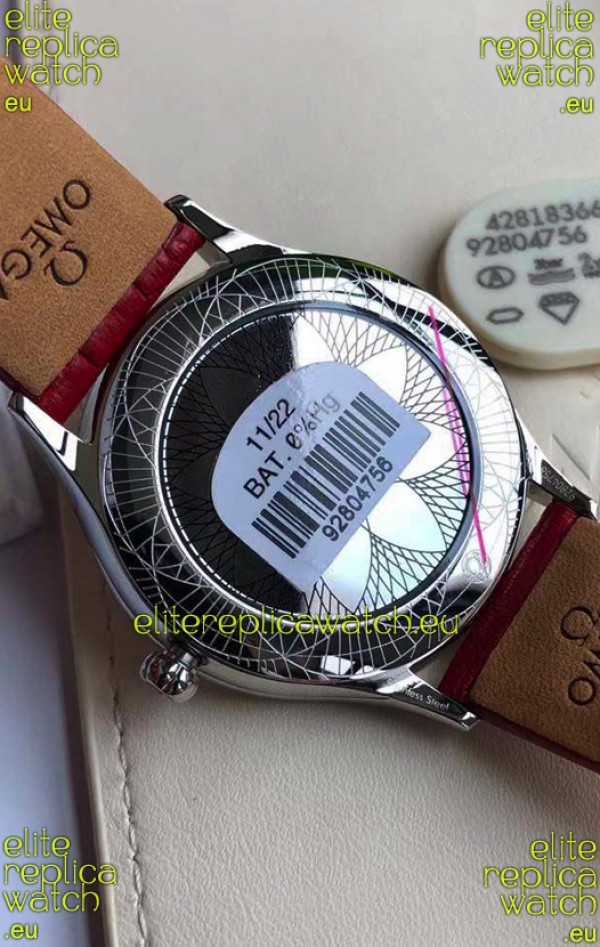 elite
replica
watch
.eu
elite
replica
watch
.eu
Ω
OMEGA
42818366
92804756
11/22
BAT. 0%Hg
92804756
elitereplicawatch.eu
Steel
elite
replica
watch
.eu
elite
replica
watch
.eu